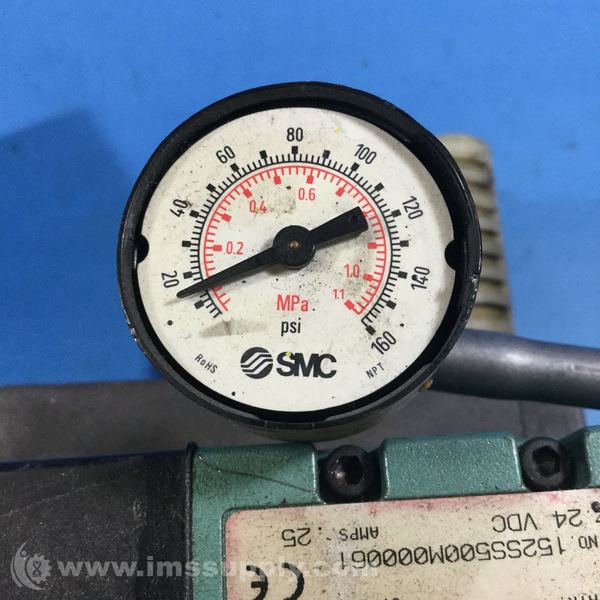 20 40 60 80 100 120 140 160
0.2 0.4 0.6 1.0 1.1
MPa
psi
RoHS
SMC
NPT
24 VDC
AMPS .25
NO. 152SS500M000061
CE
www.imssupply.com